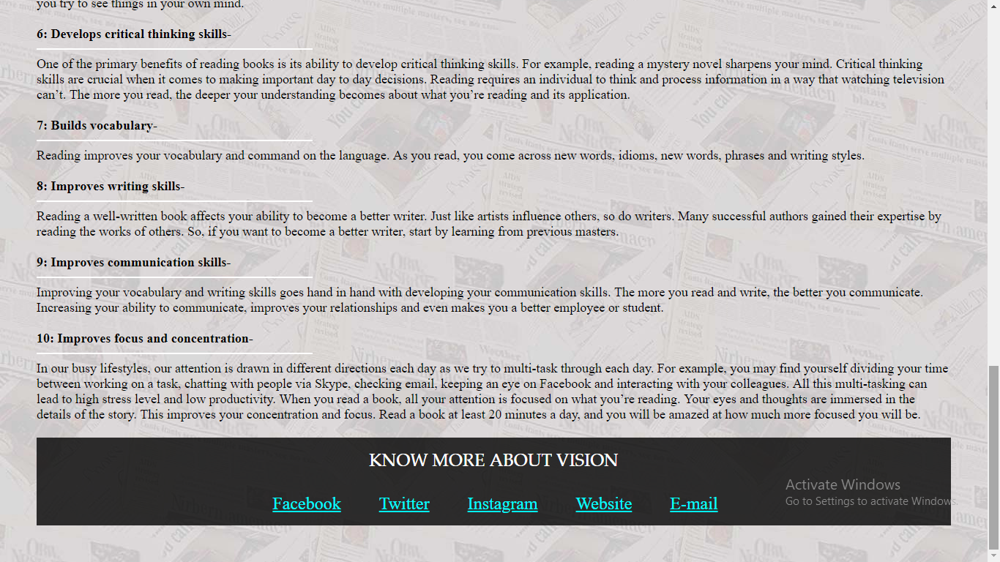 you try to see things in your own mind.
6: Develops critical thinking skills-
One of the primary benefits of reading books is its ability to develop critical thinking skills. For example, reading a mystery novel sharpens your mind. Critical thinking
skills are crucial when it comes to making important day to day decisions. Reading requires an individual to think and process information in a way that watching television
can’t. The more you read, the deeper your understanding becomes about what you’re reading and its application.
7: Builds vocabulary-
Reading improves your vocabulary and command on the language. As you read, you come across new words, idioms, new words, phrases and writing styles.
8: Improves writing skills-
Reading a well-written book affects your ability to become a better writer. Just like artists influence others, so do writers. Many successful authors gained their expertise by
reading the works of others. So, if you want to become a better writer, start by learning from previous masters.
9: Improves communication skills-
Improving your vocabulary and writing skills goes hand in hand with developing your communication skills. The more you read and write, the better you communicate.
Increasing your ability to communicate, improves your relationships and even makes you a better employee or student.
10: Improves focus and concentration-
In our busy lifestyles, our attention is drawn in different directions each day as we try to multi-task through each day. For example, you may find yourself dividing your time
between working on a task, chatting with people via Skype, checking email, keeping an eye on Facebook and interacting with your colleagues. All this multi-tasking can
lead to high stress level and low productivity. When you read a book, all your attention is focused on what you’re reading. Your eyes and thoughts are immersed in the
details of the story. This improves your concentration and focus. Read a book at least 20 minutes a day, and you will be amazed at how much more focused you will be.
KNOW MORE ABOUT VISION
Facebook Twitter Instagram Website E-mail
Activate Windows
Go to Settings to activate Windows.